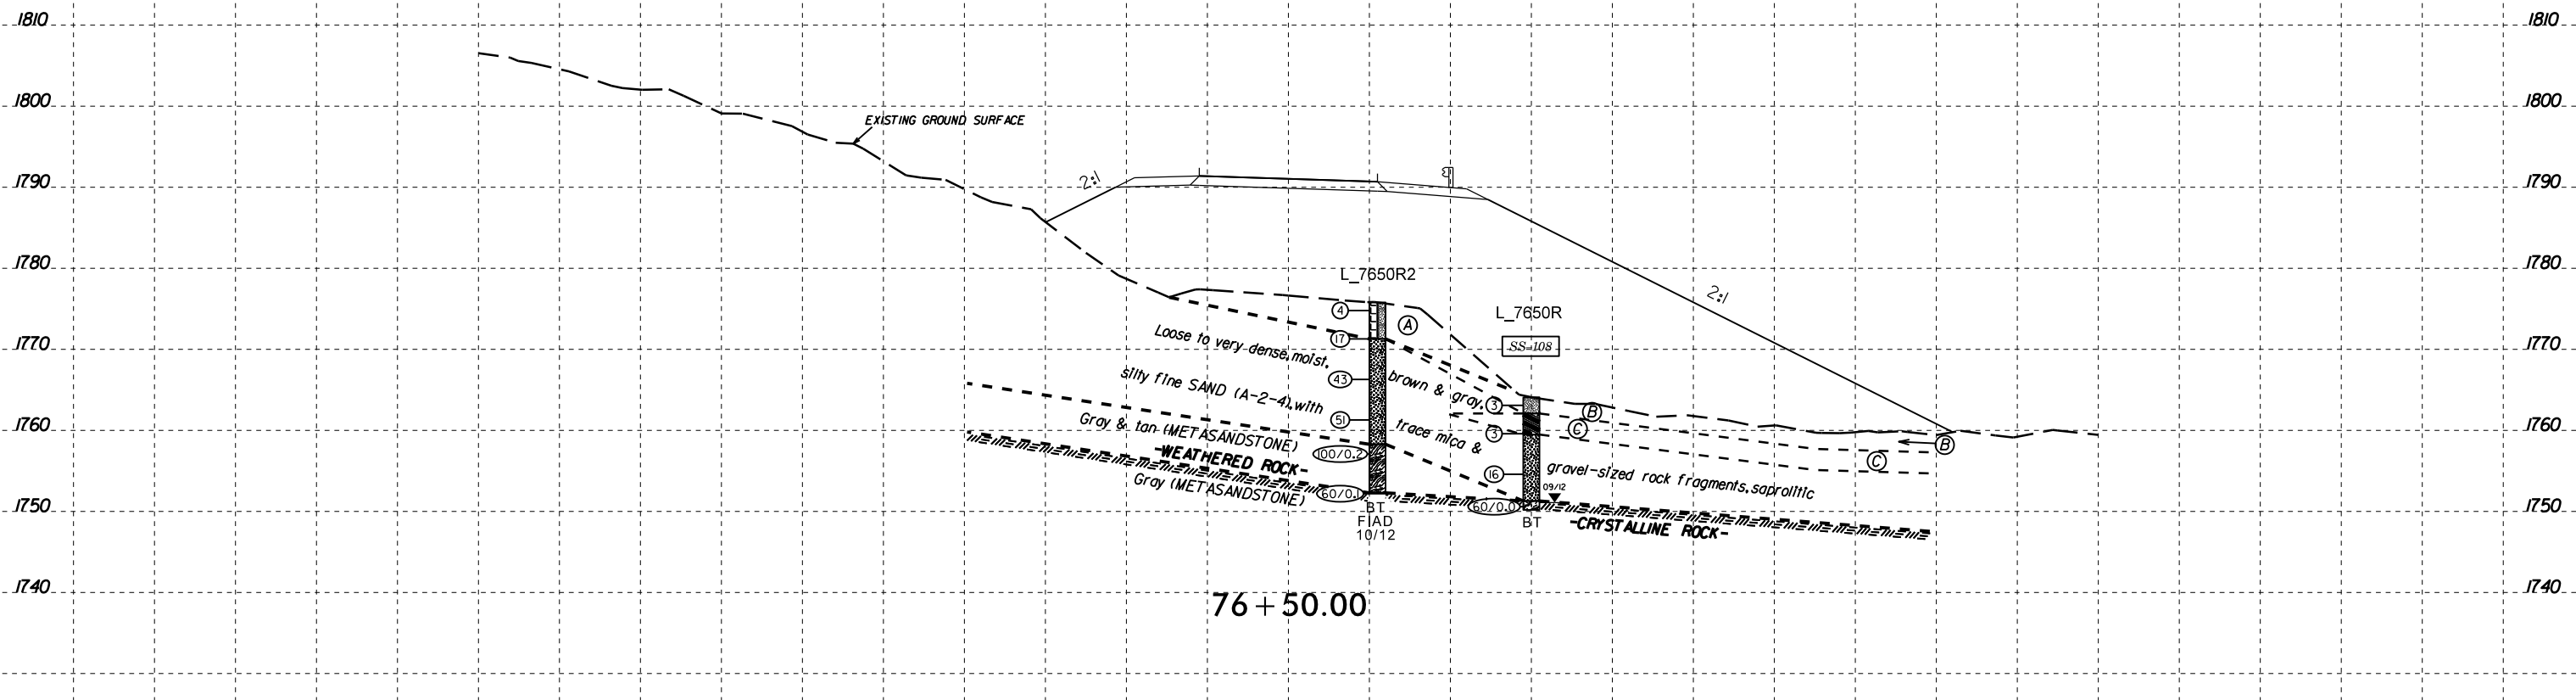 1810 1810
EXISTING GROUND SURFACE
1800 1800
2:1
1790 1790
1780 1780
L_7650R2
2:1
L_7650R
4
A
17
SS-108
1770 1770
Loose to very dense, moist,
brown & gray,
43
silty fine SAND (A-2-4), with
trace mica &
51
3
B
C
3
1760 1760
B
C
Gray & tan (METASANDSTONE)
100/0.2
-WEATHERED ROCK-
16
gravel-sized rock fragments, saprolitic
09/12
Gray (METASANDSTONE)
60/0.1
60/0.0
1750 1750
BT
FIAD
10/12
BT
-CRYSTALLINE ROCK-
1740 1740
76+50.00